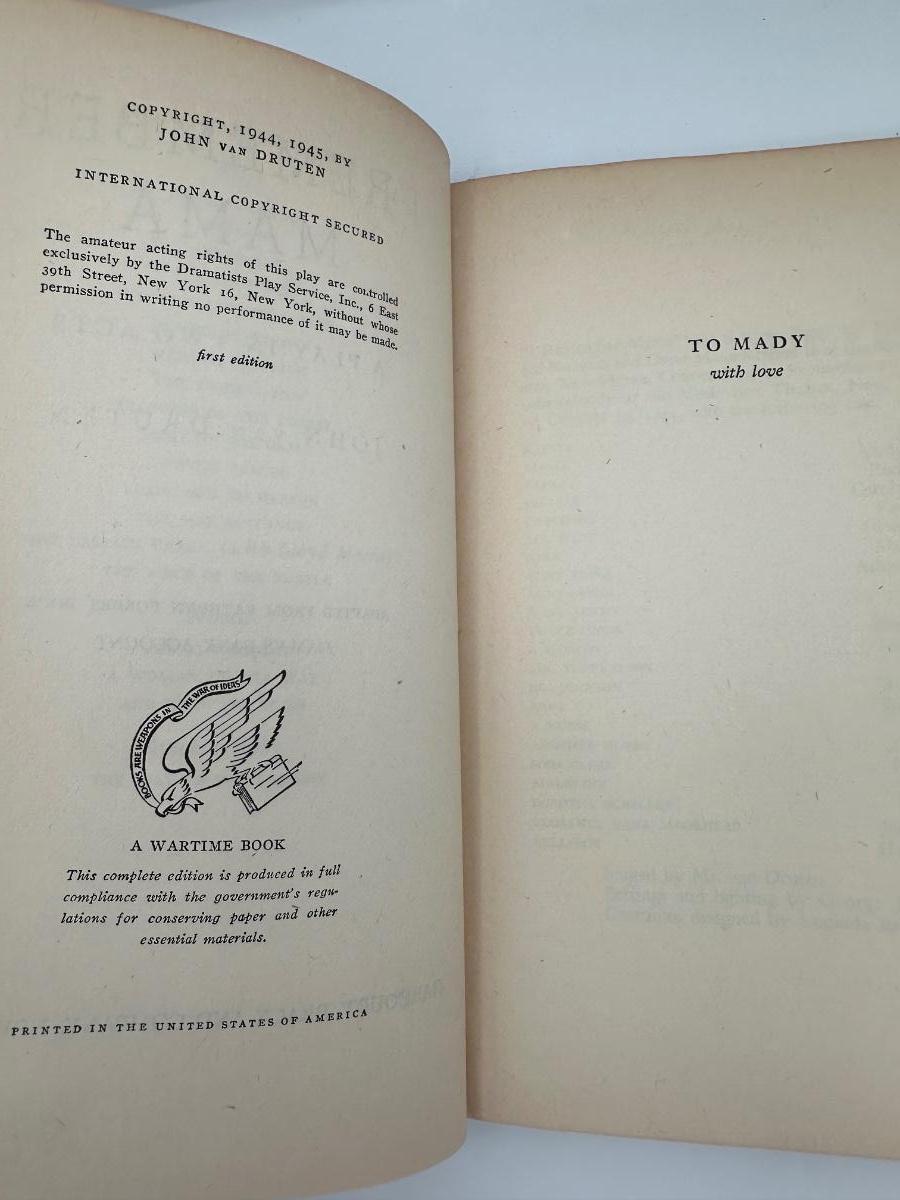 COPYRIGHT, 1944, 1945, BY
JOHN VAN DRUTEN
INTERNATIONAL COPYRIGHT SECURED
The amateur acting rights of this play are controlled
exclusively by the Dramatists Play Service, Inc., 6 East
39th Street, New York 16, New York, without whose
permission in writing no performance of it may be made.
first edition
BOOKS ARE WEAPONS IN THE WAR OF IDEAS
A WARTIME BOOK
This complete edition is produced in full
compliance with the government's regu-
lations for conserving paper and other
essential materials.
PRINTED IN THE UNITED STATES OF AMERICA
TO MADY
with love